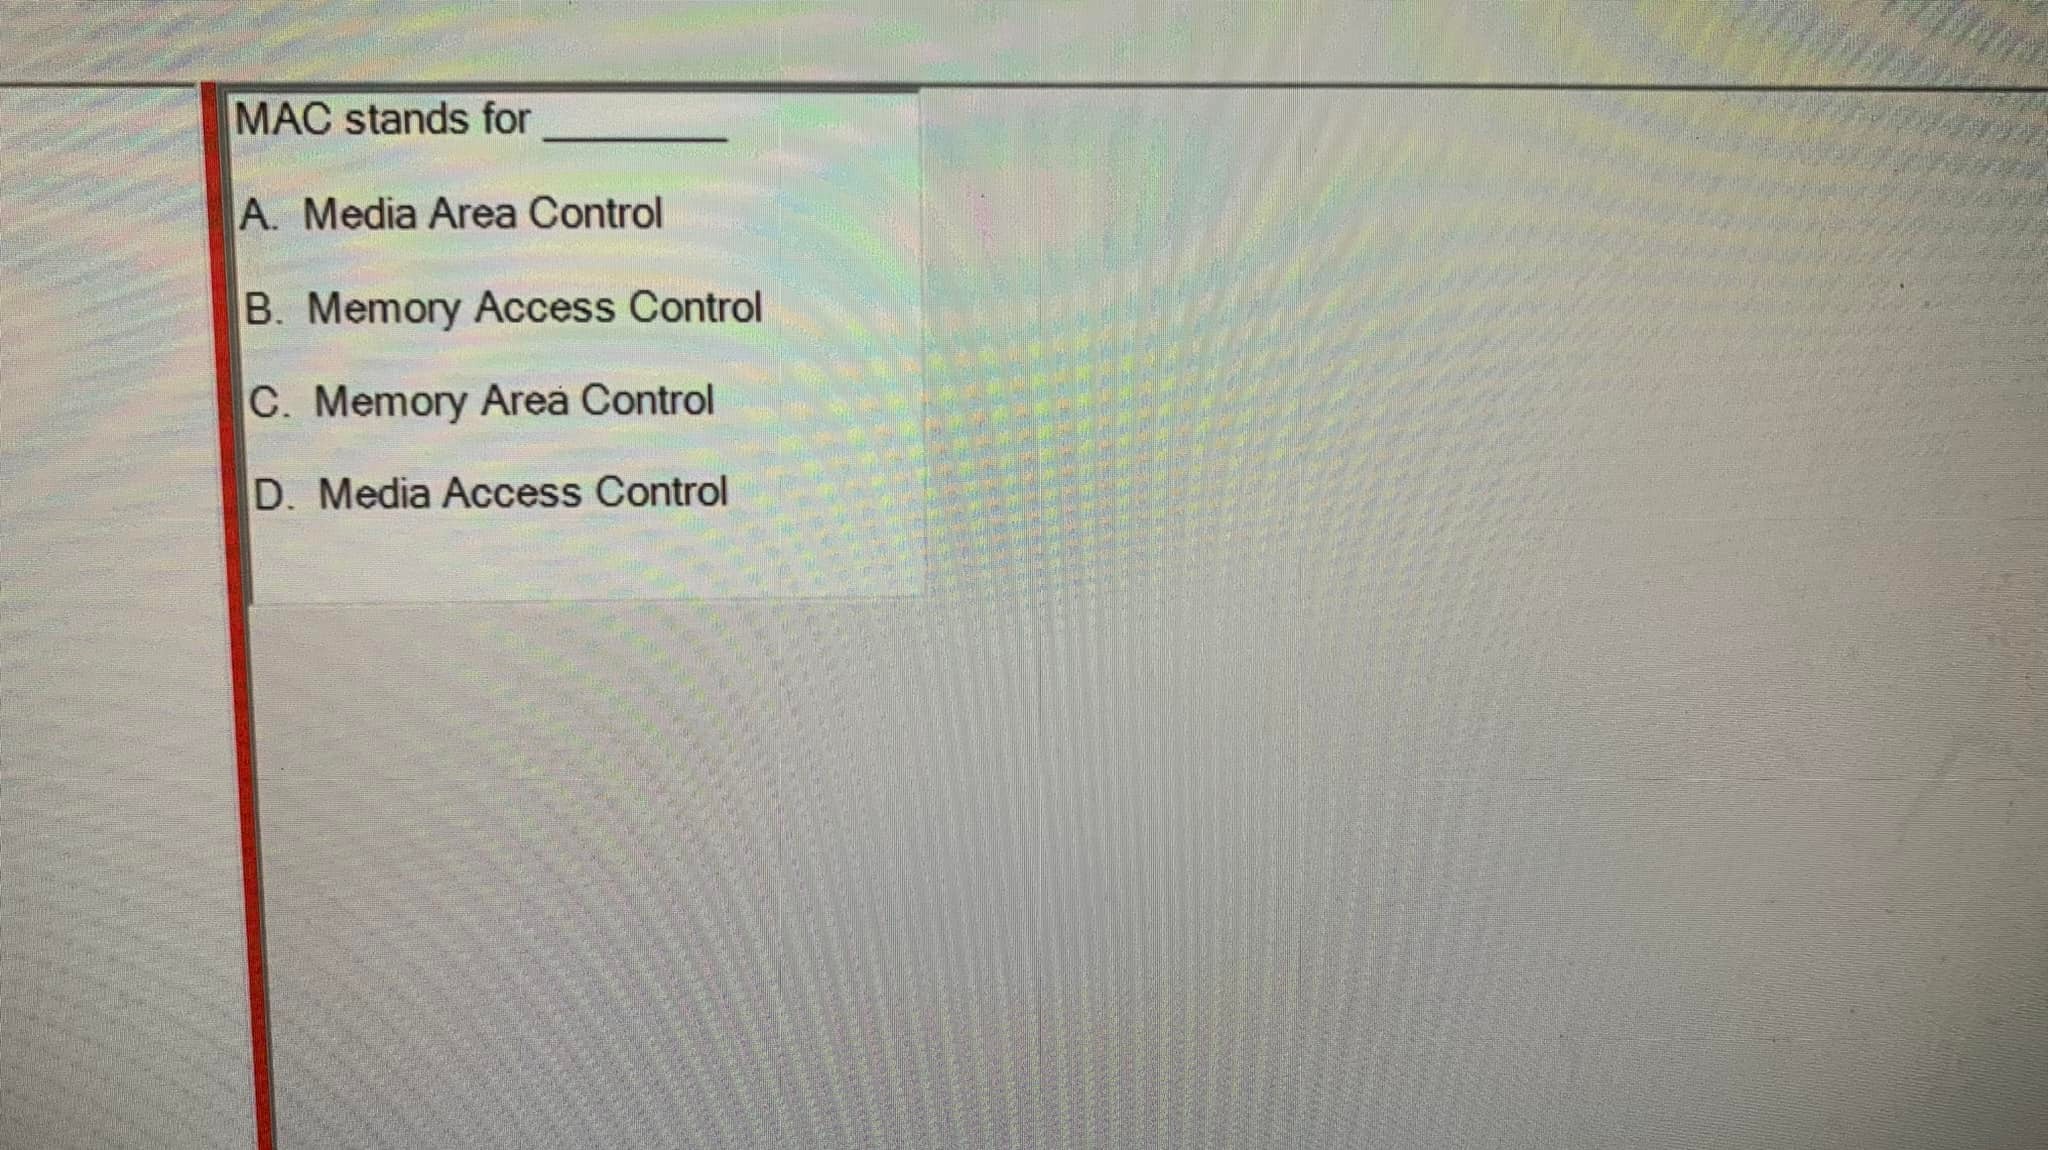 MAC stands for ________
A. Media Area Control
B. Memory Access Control
C. Memory Area Control
D. Media Access Control